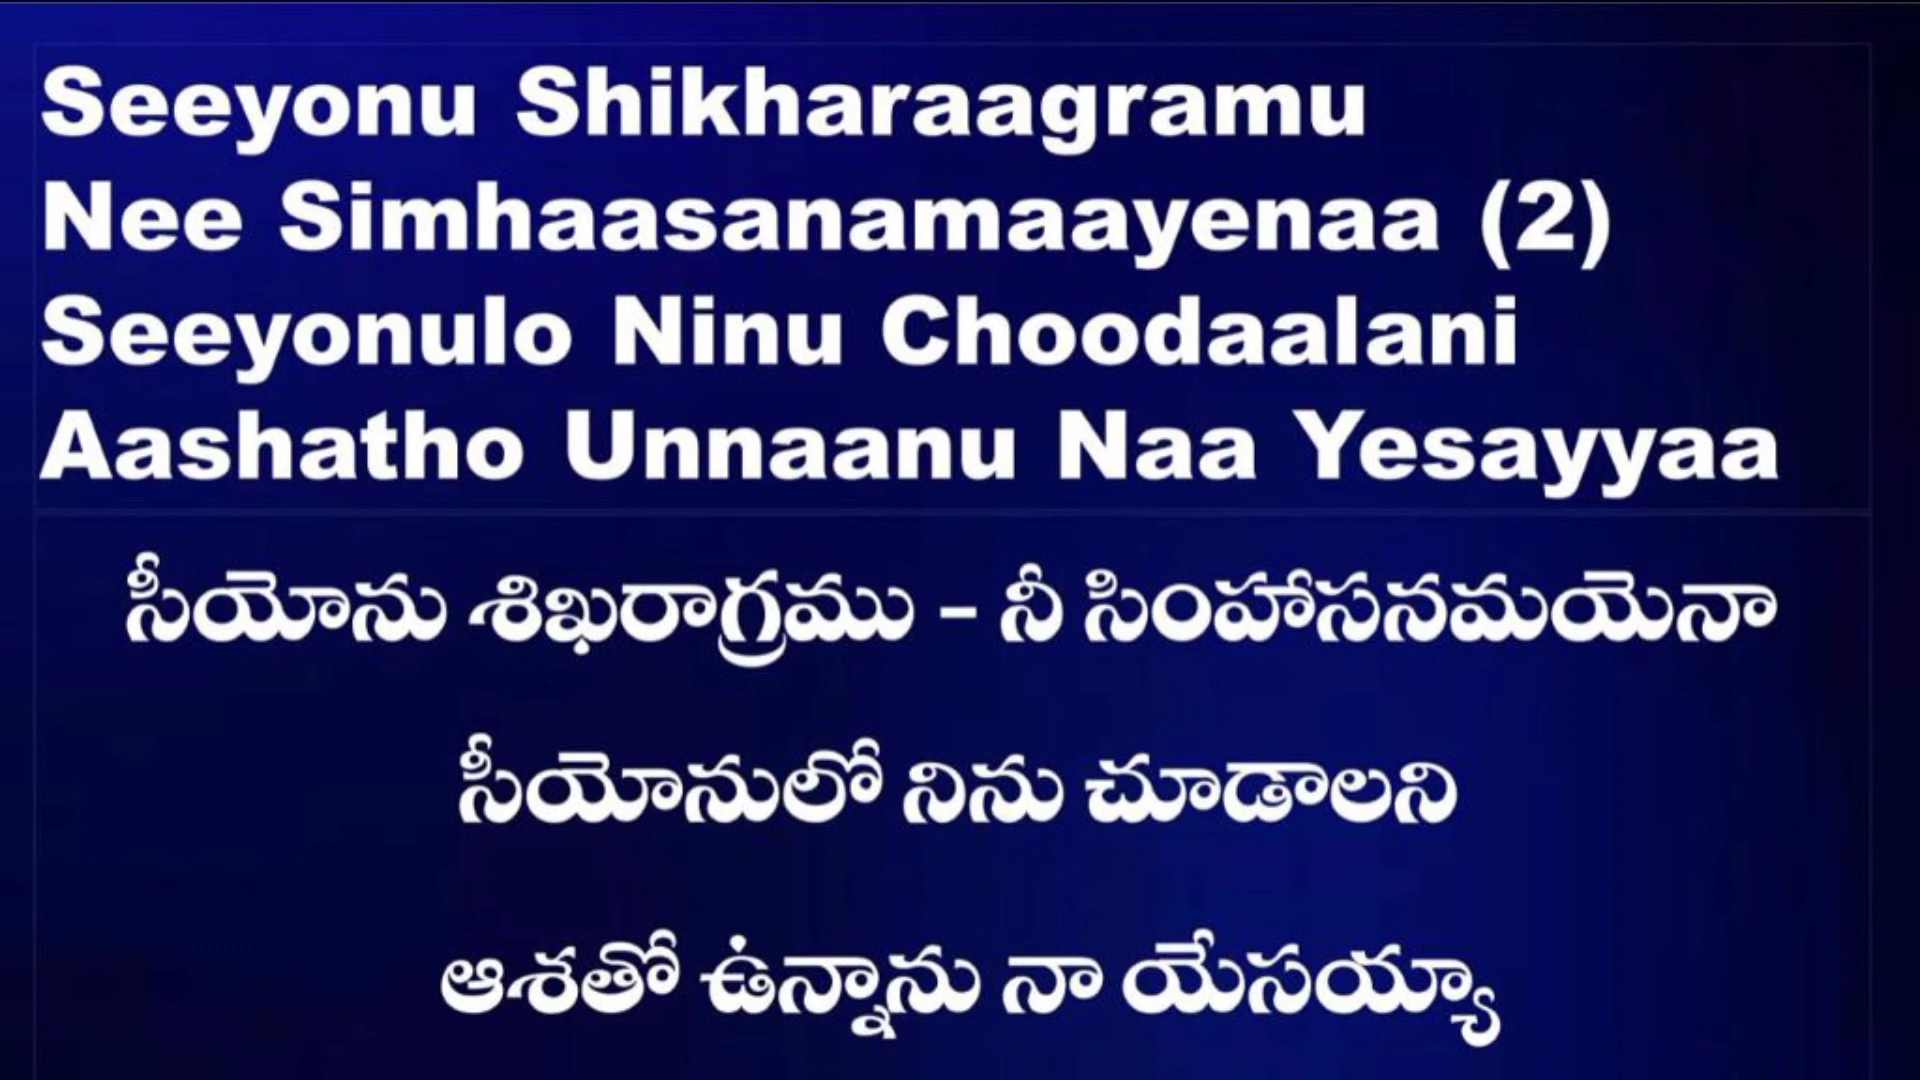 Seeyonu Shikharaagramu
Nee Simhaasanamaayenaa (2)
Seeyonulo Ninu Choodaalani
Aashatho Unnaanu Naa Yesayyaa
సీయోను శిఖరాగ్రము – నీ సింహాసనమయెనా
సీయోనులో నిను చూడాలని
ఆశతో ఉన్నాను నా యేసయ్యా